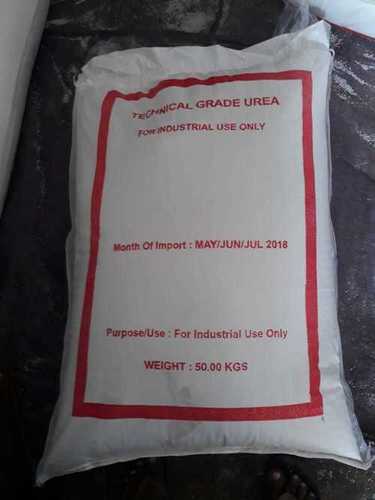 TECHNICAL GRADE UREA
FOR INDUSTRIAL USE ONLY
Month Of Import : MAY/JUN/JUL 2018
Purpose/Use : For Industrial Use Only
WEIGHT : 50.00 KGS